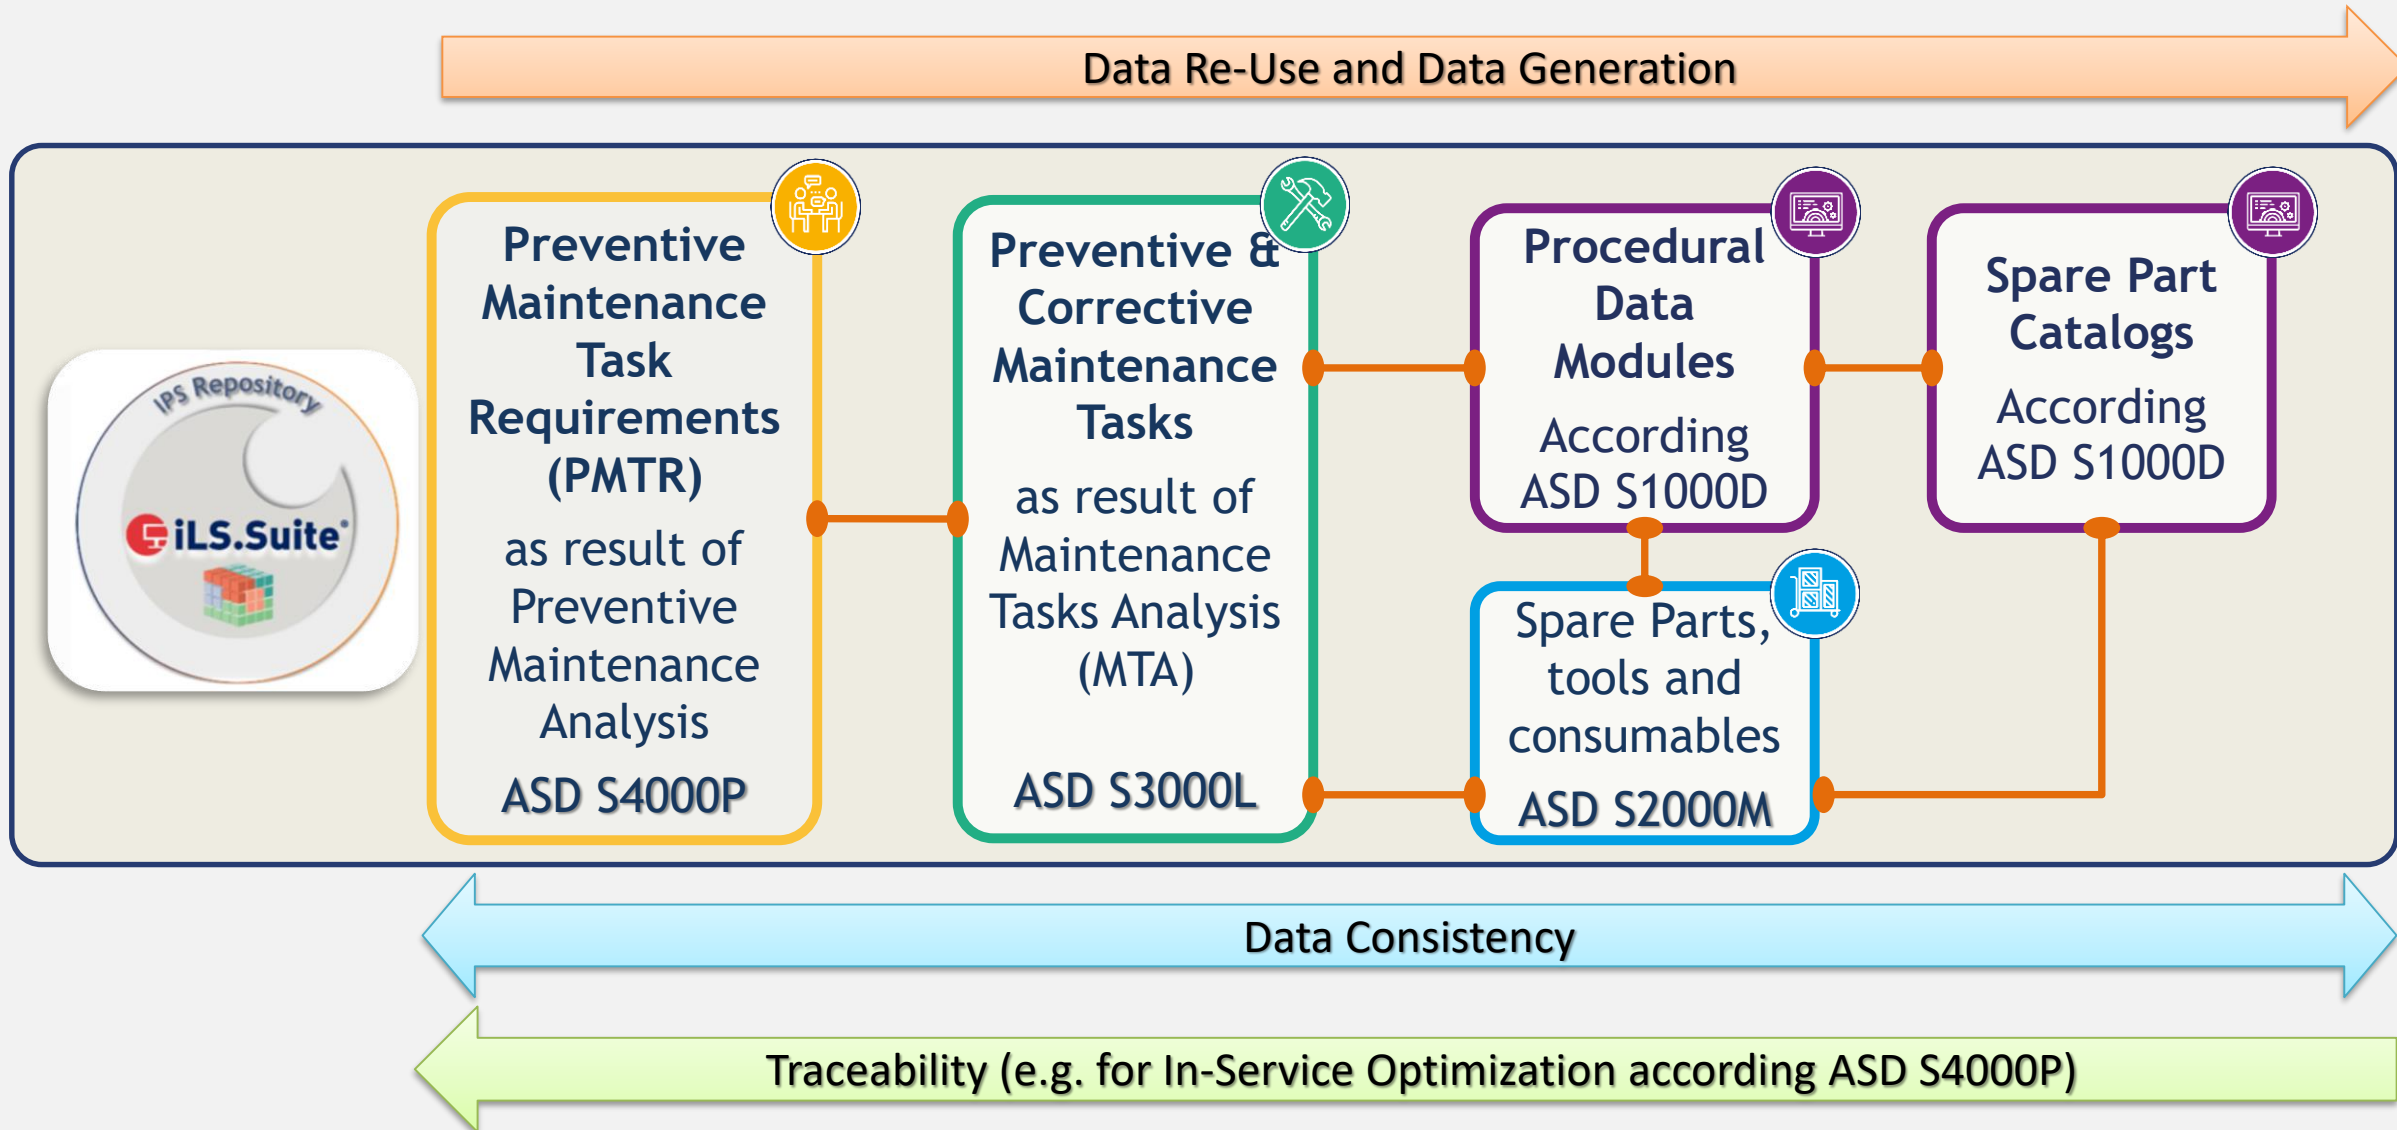 Data Re-Use and Data Generation
IPS Repository
iLS.Suite®
Preventive
Maintenance
Task
Requirements
(PMTR)
as result of
Preventive
Maintenance
Analysis
ASD S4000P
Preventive &
Corrective
Maintenance
Tasks
as result of
Maintenance
Tasks Analysis
(MTA)
ASD S3000L
Procedural
Data
Modules
According
ASD S1000D
Spare Parts,
tools and
consumables
ASD S2000M
Spare Part
Catalogs
According
ASD S1000D
Data Consistency
Traceability (e.g. for In-Service Optimization according ASD S4000P)